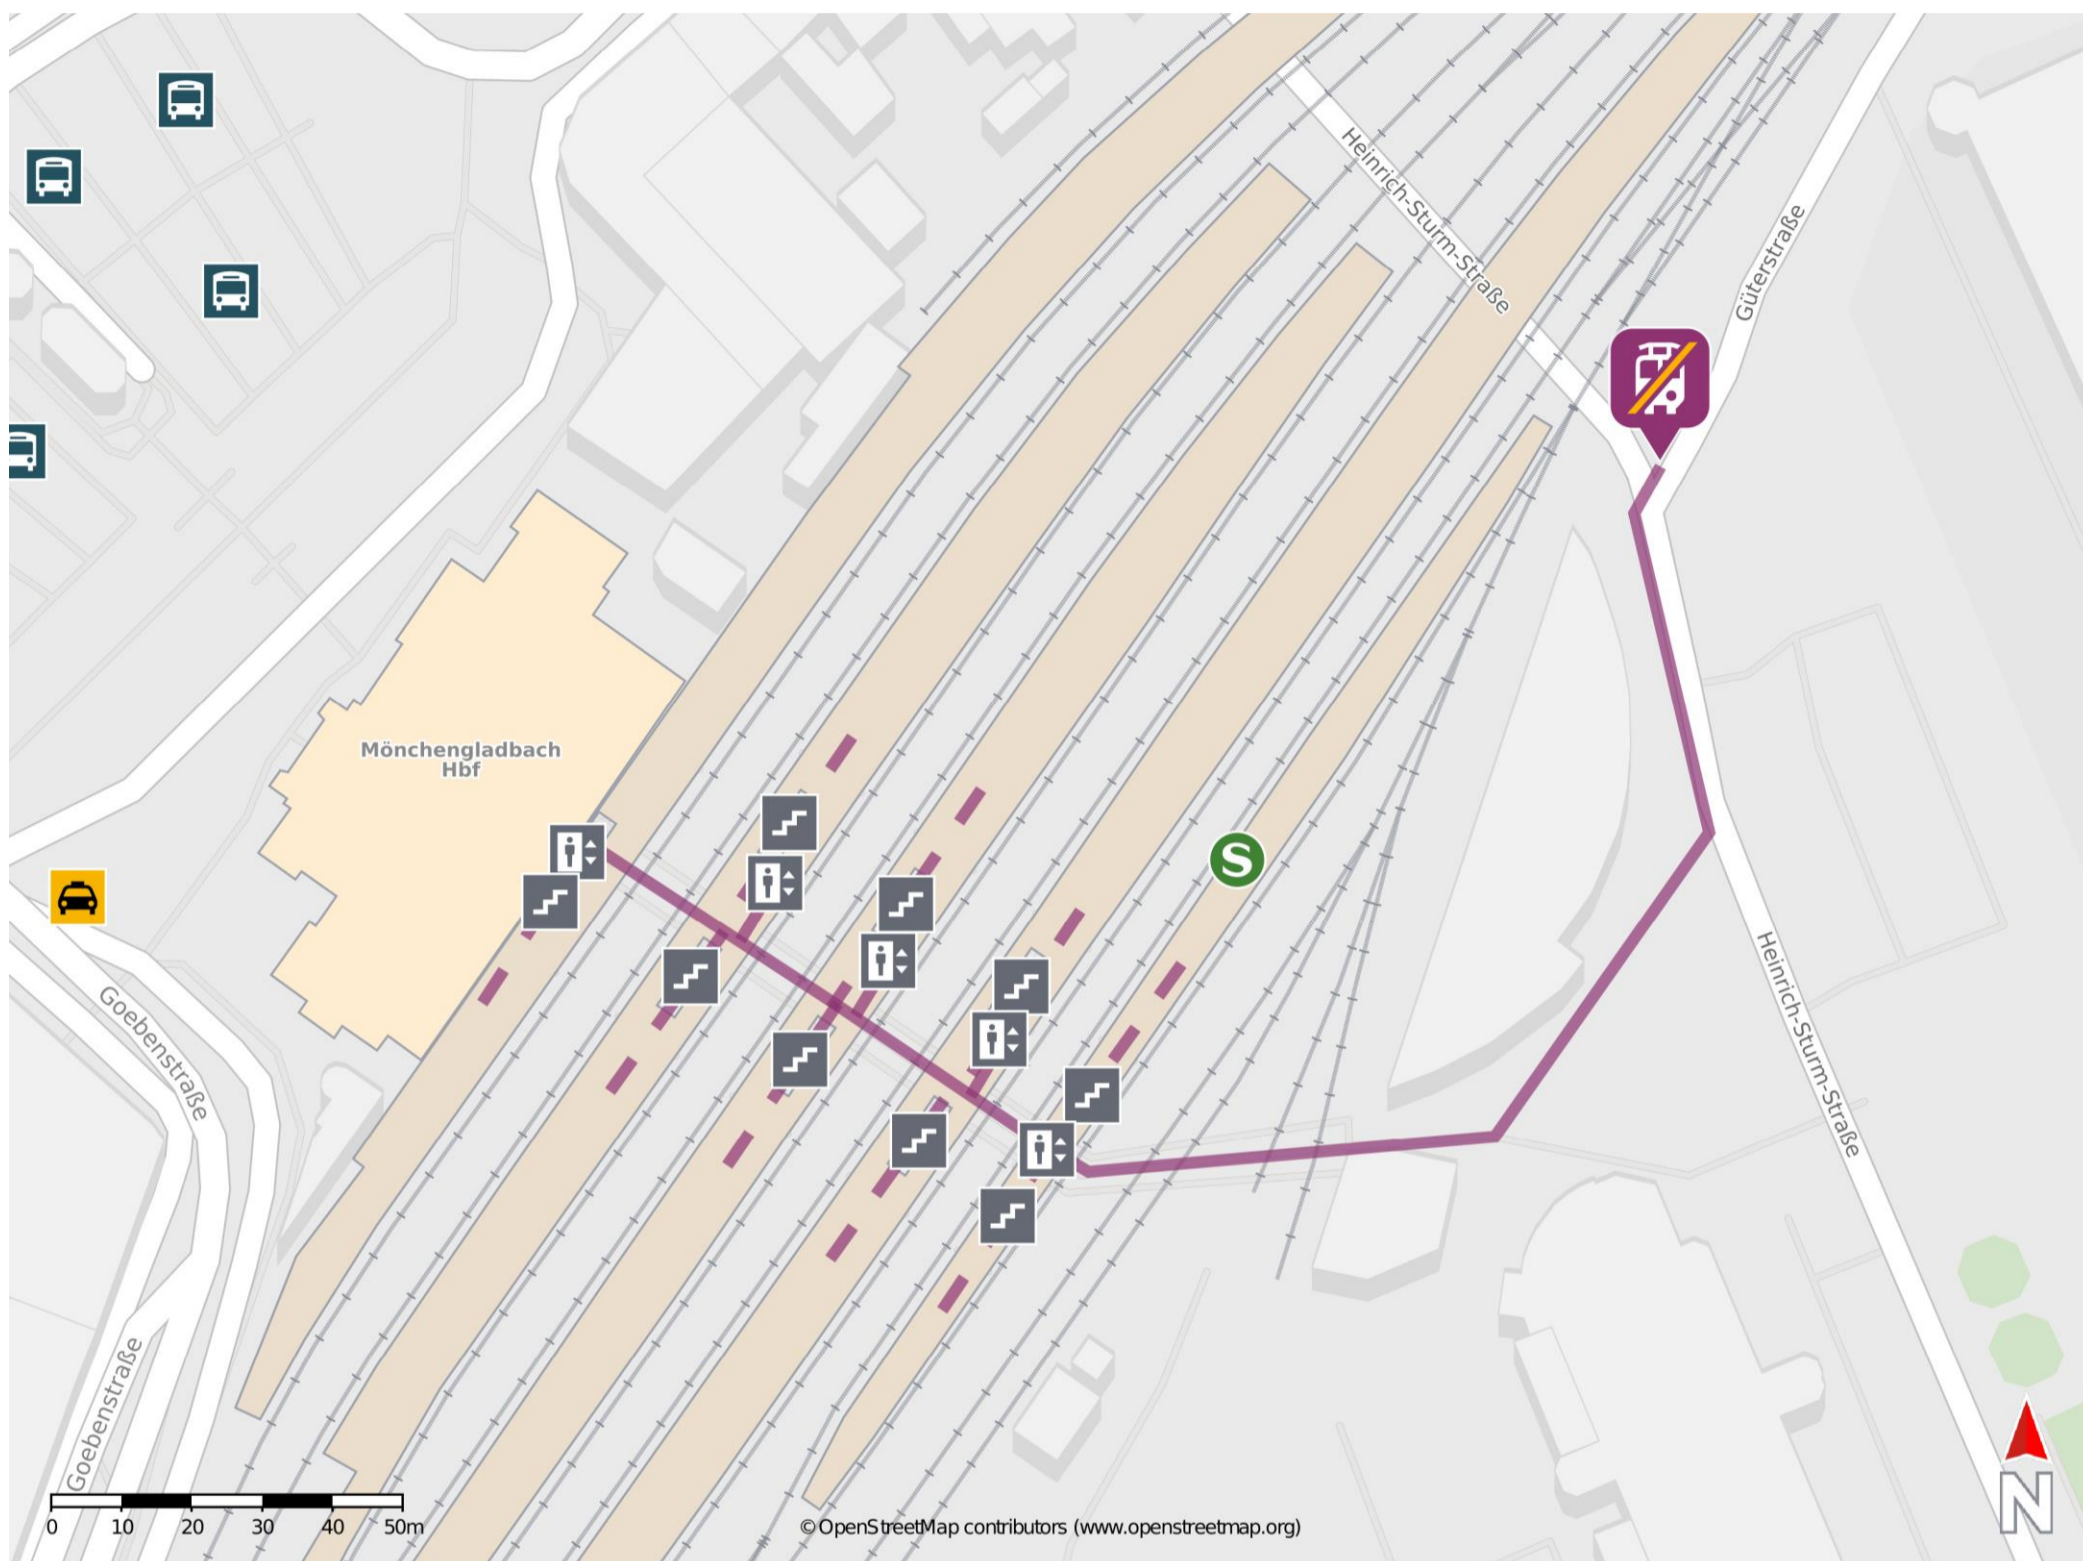 Heinrich-Sturm-Straße
Güterstraße
Mönchengladbach
Hbf
S
Goebenstraße
Heinrich-Sturm-Straße
Goebenstraße
0 10 20 30 40 50m
© OpenStreetMap contributors (www.openstreetmap.org)
N